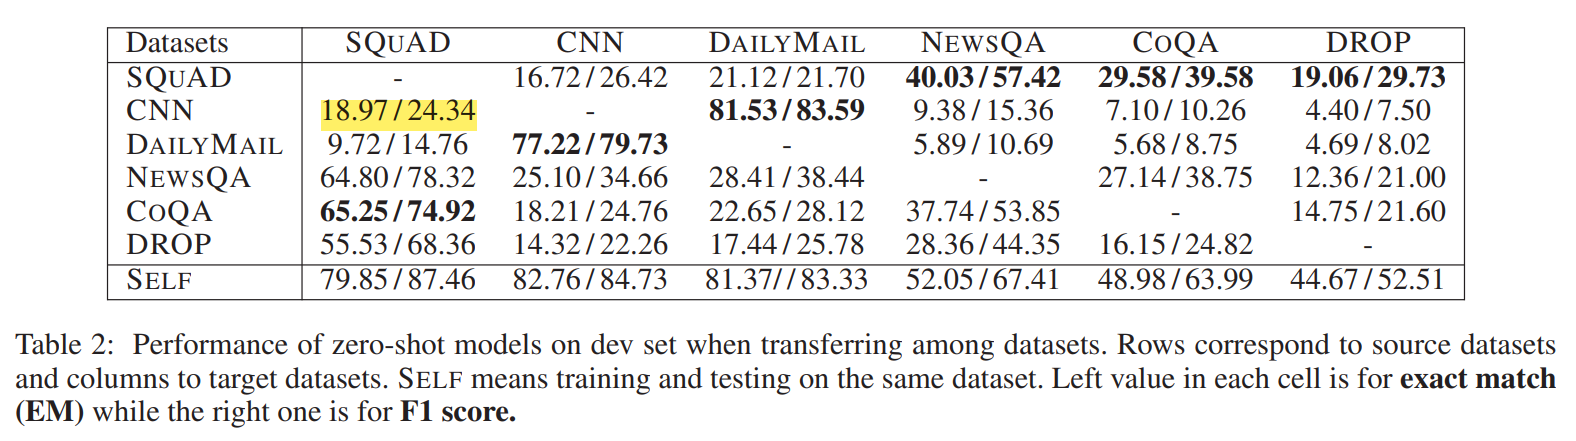 Datasets SQUAD CNN DAILYMAIL NEWSQA COQA DROP
SQUAD - 16.72 / 26.42 21.12 / 21.70 40.03 / 57.42 29.58 / 39.58 19.06 / 29.73
CNN 18.97 / 24.34 - 81.53 / 83.59 9.38 / 15.36 7.10 / 10.26 4.40 / 7.50
DAILYMAIL 9.72 / 14.76 77.22 / 79.73 - 5.89 / 10.69 5.68 / 8.75 4.69 / 8.02
NEWSQA 64.80 / 78.32 25.10 / 34.66 28.41 / 38.44 - 27.14 / 38.75 12.36 / 21.00
COQA 65.25 / 74.92 18.21 / 24.76 22.65 / 28.12 37.74 / 53.85 - 14.75 / 21.60
DROP 55.53 / 68.36 14.32 / 22.26 17.44 / 25.78 28.36 / 44.35 16.15 / 24.82 -
SELF 79.85 / 87.46 82.76 / 84.73 81.37/ / 83.33 52.05 / 67.41 48.98 / 63.99 44.67 / 52.51
Table 2: Performance of zero-shot models on dev set when transferring among datasets. Rows correspond to source datasets
and columns to target datasets. SELF means training and testing on the same dataset. Left value in each cell is for exact match
(EM) while the right one is for F1 score.